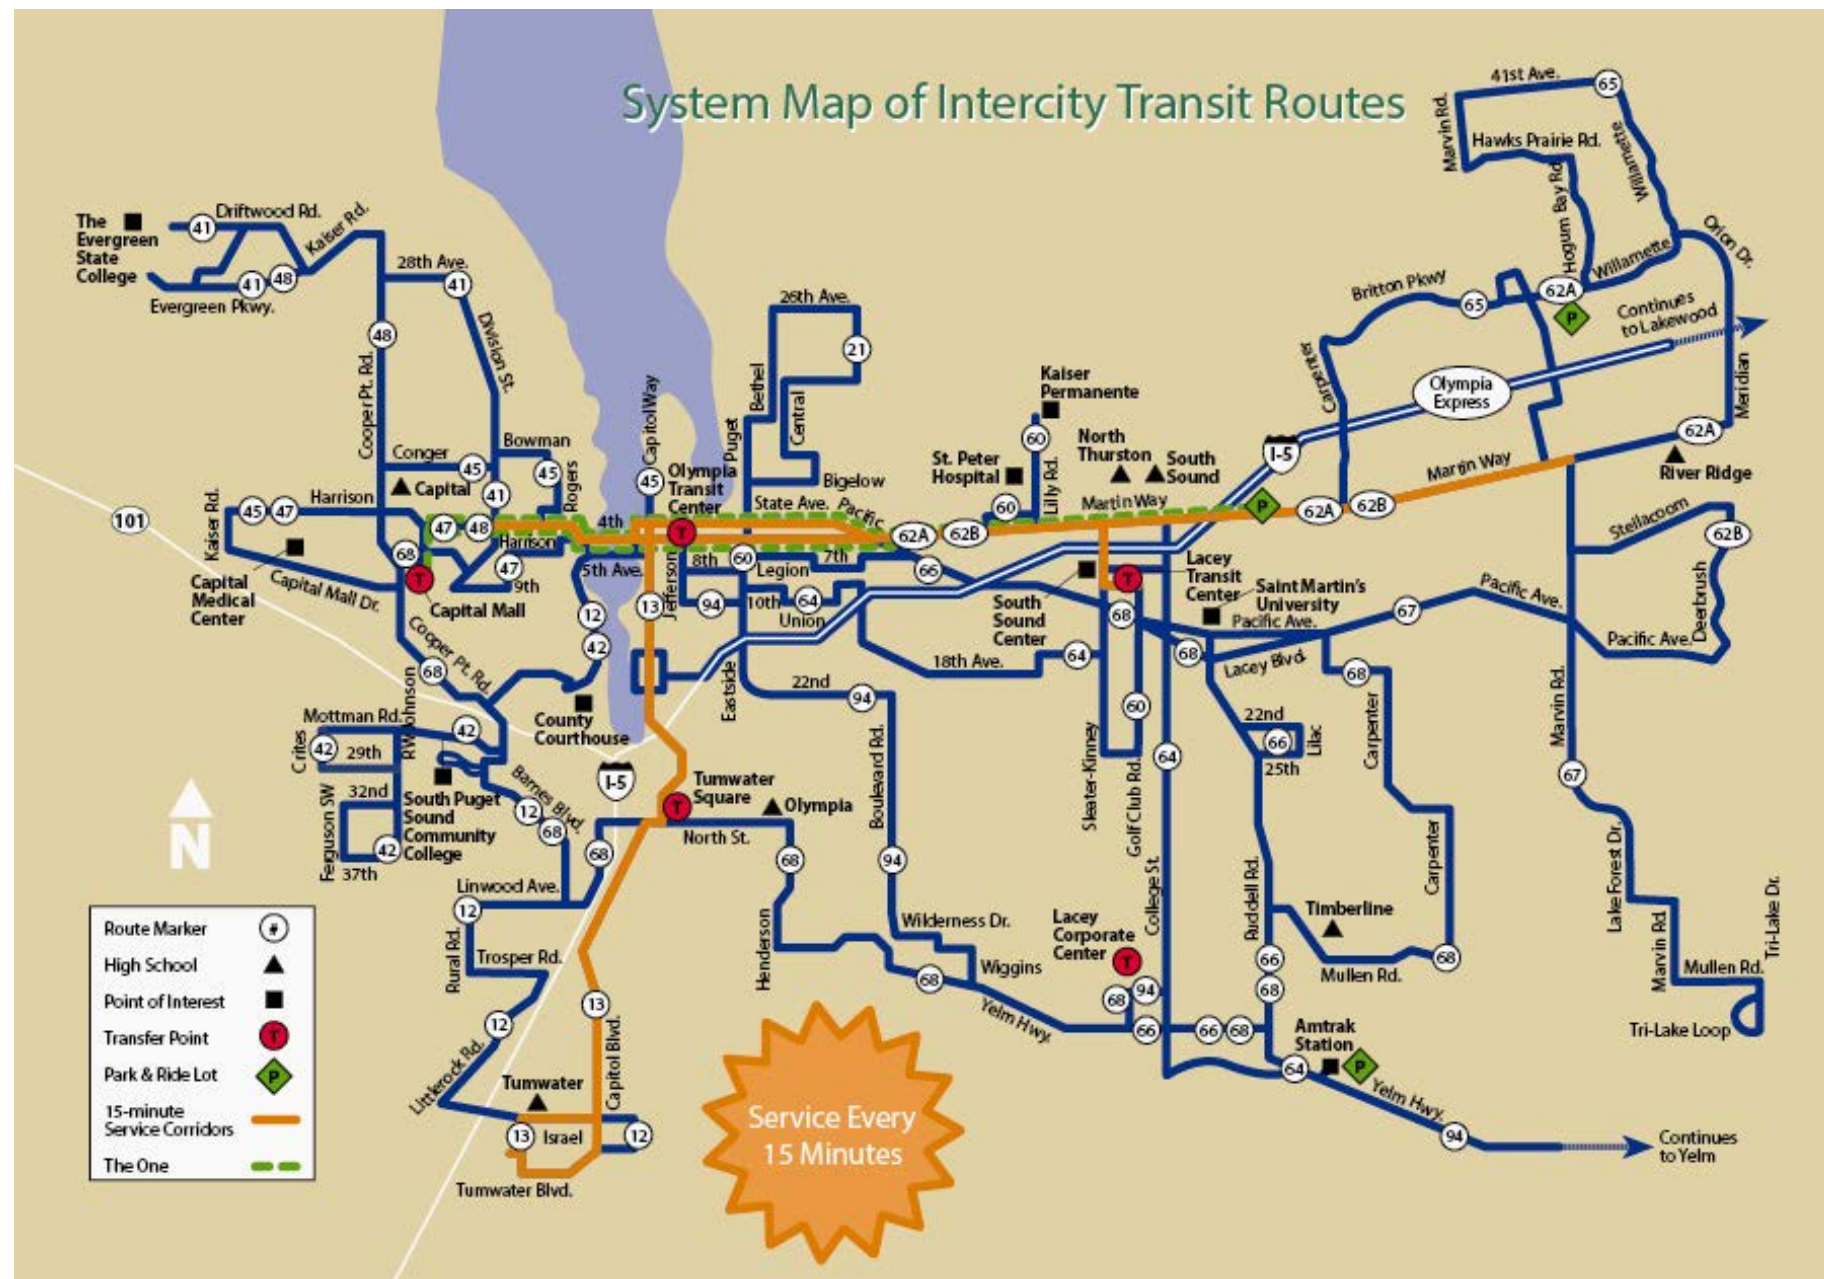 System Map of Intercity Transit Routes
41st Ave.
65
Marvin Rd.
Hawks Prairie Rd.
Willamette
Hogum Bay Rd.
Orion Dr.
Willamette
62A
P
Britton Pkwy
65
Continues
to Lakewood
Carpenter
Olympia
Express
Meridian
62A
River Ridge
Martin Way
I-5
P
62A
62B
Steilacoom
62B
Deerbrush
Pacific Ave.
Pacific Ave.
67
Marvin Rd.
67
Lake Forest Dr.
Marvin Rd.
Mullen Rd.
Tri-Lake Dr.
Tri-Lake Loop
The
Evergreen
State
College
41
Driftwood Rd.
Kaiser Rd.
41
48
Evergreen Pkwy.
28th Ave.
41
48
Division St.
Cooper Pt. Rd.
Conger
45
Bowman
45
Rogers
Capital
41
Kaiser Rd.
45
47
Harrison
47
48
Harrison
68
T
47
9th
101
Capital
Medical
Center
Capital Mall Dr.
Capital Mall
4th
5th Ave.
Capitol Way
45
Olympia
Transit
Center
T
Puget
Bethel
26th Ave.
21
Central
Bigelow
State Ave.
Pacific
62A
62B
60
Legion
7th
8th
66
Jefferson
94
10th
64
Union
13
12
42
Cooper Pt. Rd.
68
County
Courthouse
Eastside
22nd
94
Boulevard Rd.
94
18th Ave.
64
St. Peter
Hospital
60
Kaiser
Permanente
60
Lilly Rd.
North
Thurston
South
Sound
Martin Way
South
Sound
Center
Lacey
Transit
Center
T
68
Saint Martin's
University
Pacific Ave.
68
Lacey Blvd.
68
Carpenter
Carpenter
68
60
Sleater-Kinney
Golf Club Rd.
64
College St.
22nd
66
Lilac
25th
Ruddell Rd.
Timberline
Mullen Rd.
66
68
Mottman Rd.
RW Johnson
42
Crites
42
29th
32nd
Ferguson SW
42
37th
South Puget
Sound
Community
College
Barnes Blvd.
12
68
I-5
Tumwater
Square
T
Olympia
North St.
68
68
Linwood Ave.
12
Rural Rd.
Trosper Rd.
12
Littlerock Rd.
13
Capitol Blvd.
Tumwater
13
Israel
12
Tumwater Blvd.
Henderson
Wilderness Dr.
Wiggins
68
Yelm Hwy.
Lacey
Corporate
Center
T
68
94
66
66
68
Amtrak
Station
P
64
Yelm Hwy.
94
Continues
to Yelm
N
Route Marker
#
High School
Point of Interest
Transfer Point
T
Park & Ride Lot
P
15-minute
Service Corridors
The One
Service Every
15 Minutes